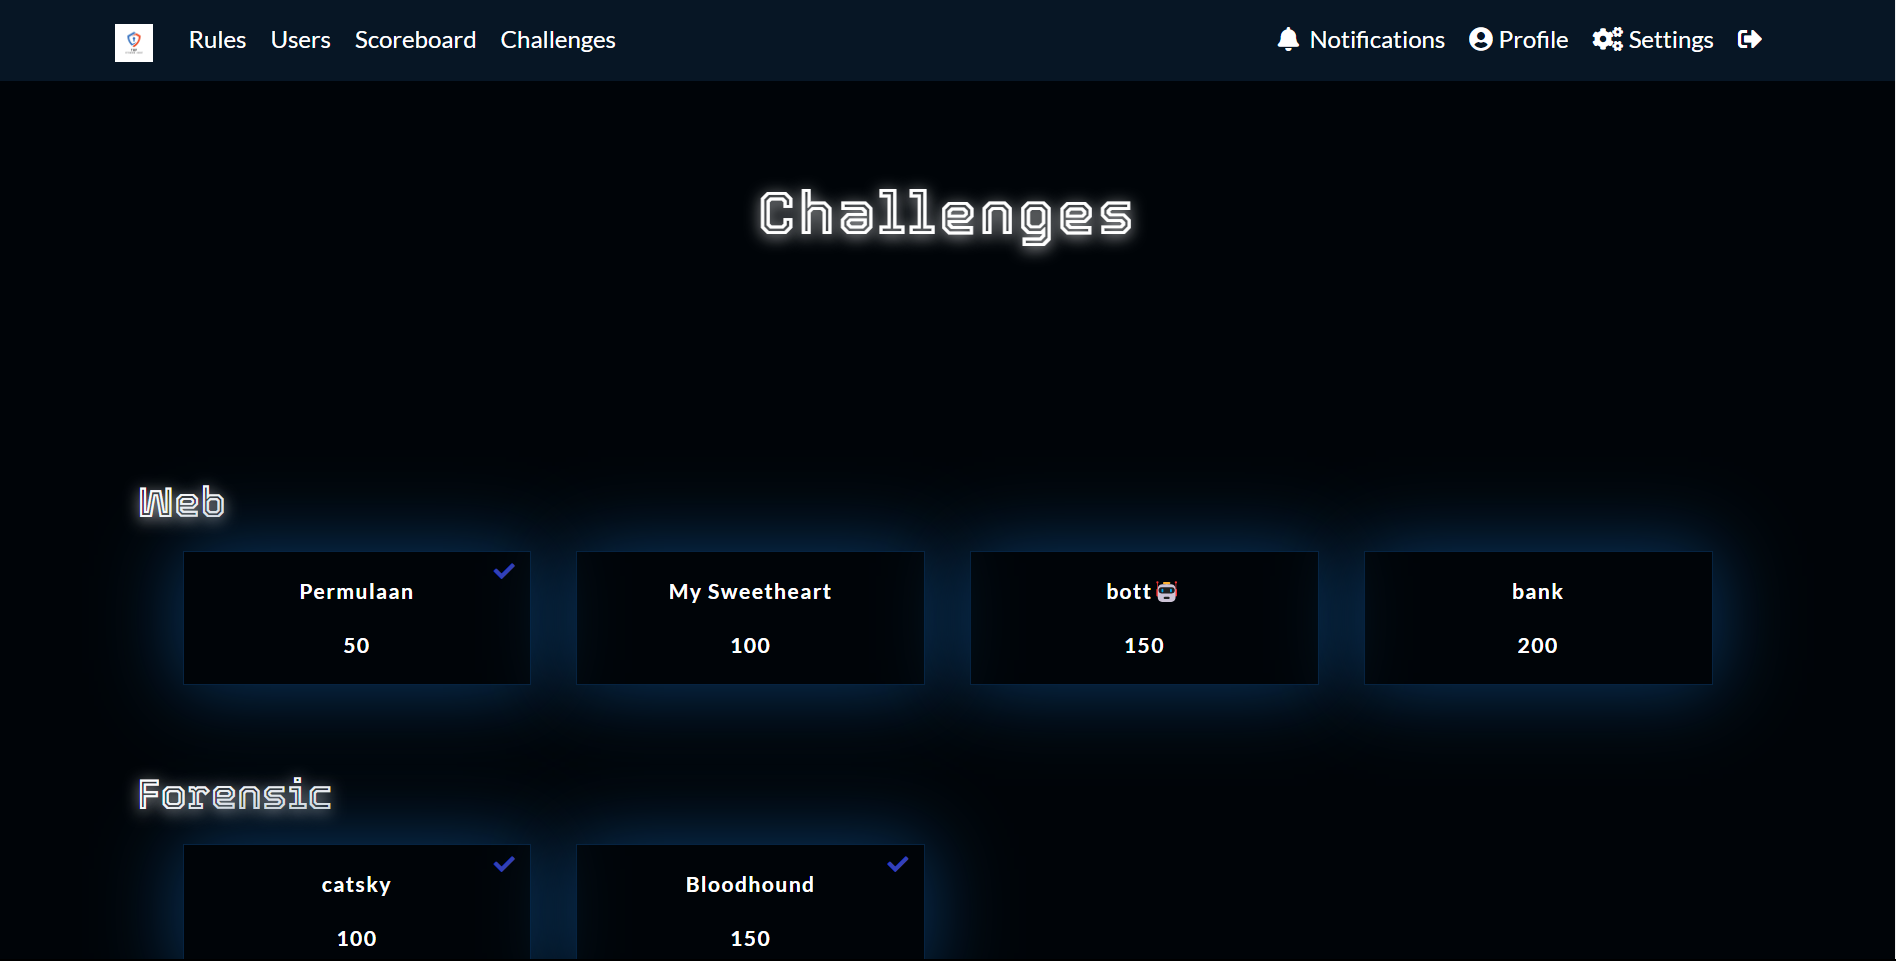 Rules Users Scoreboard Challenges Notifications Profile Settings
Challenges
Web
Permulaan
50
My Sweetheart
100
bott🤖
150
bank
200
Forensic
catsky
100
Bloodhound
150